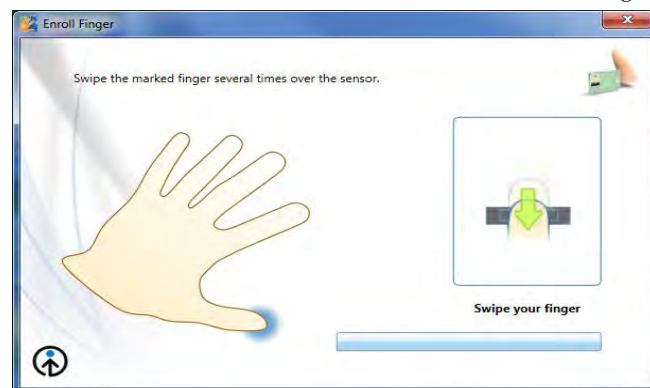 Enroll Finger
Swipe the marked finger several times over the sensor.
Swipe your finger